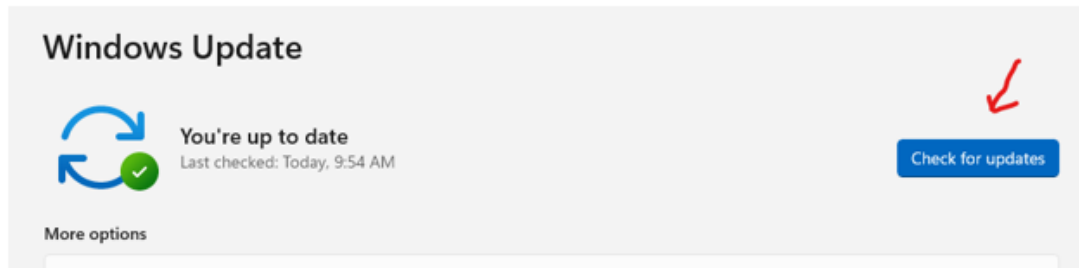 Windows Update
You're up to date
Last checked: Today, 9:54 AM
Check for updates
More options